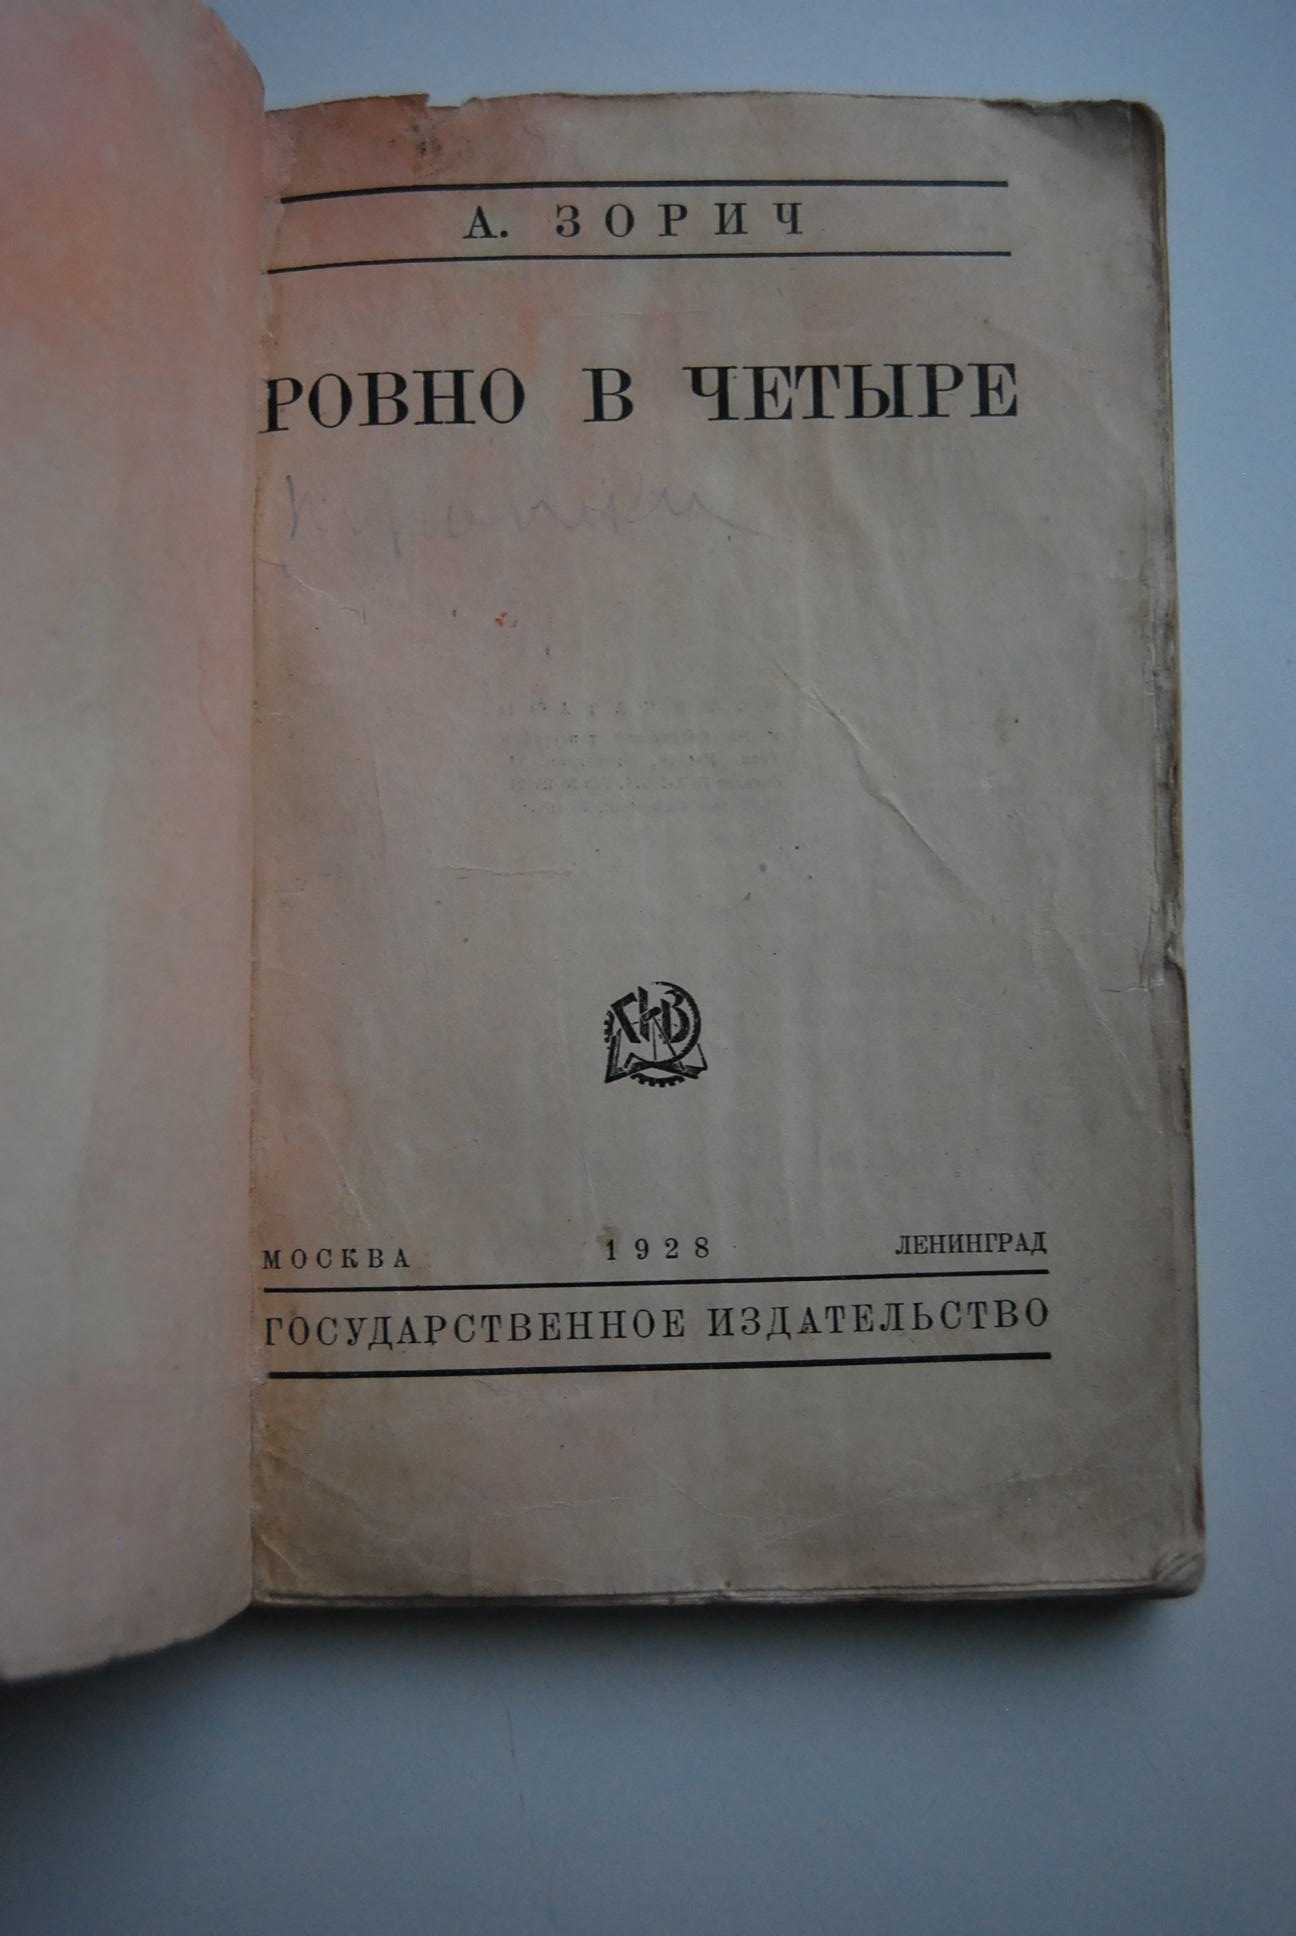 А. ЗОРИЧ
РОВНО В ЧЕТЫРЕ
МОСКВА 1928 ЛЕНИНГРАД
ГОСУДАРСТВЕННОЕ ИЗДАТЕЛЬСТВО